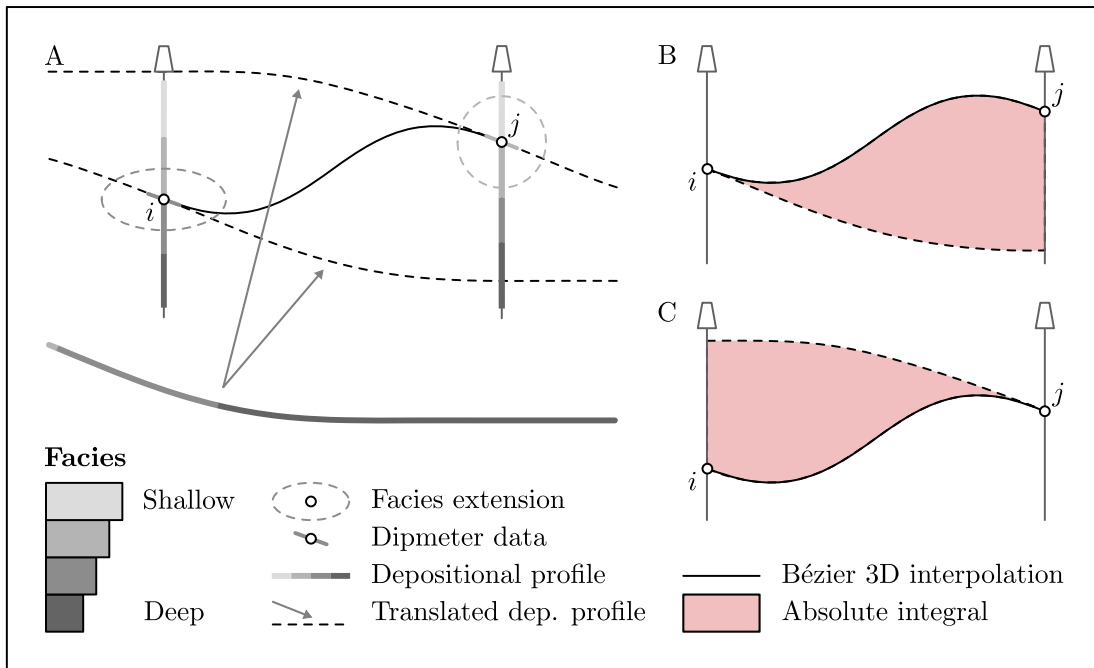 A
j
i
B
j
i
C
j
i
Facies
Shallow
Deep
Facies extension
Dipmeter data
Depositional profile
Translated dep. profile
Bézier 3D interpolation
Absolute integral